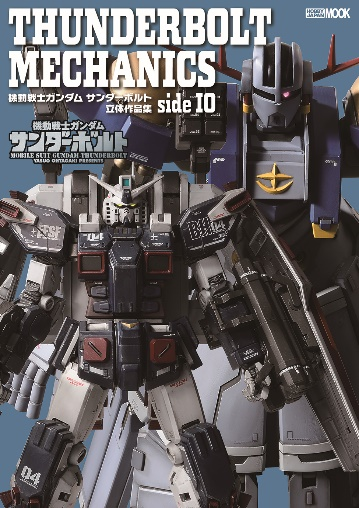 THUNDERBOLT
HOBBY JAPAN MOOK
MECHANICS
機動戦士ガンダム サンダーボルト
立体作品集 side IO
機動戦士ガンダム
サンダーボルト
MOBILE SUIT GUNDAM THUNDERBOLT
YASUO OHTAGAKI PRESENTS
04
04